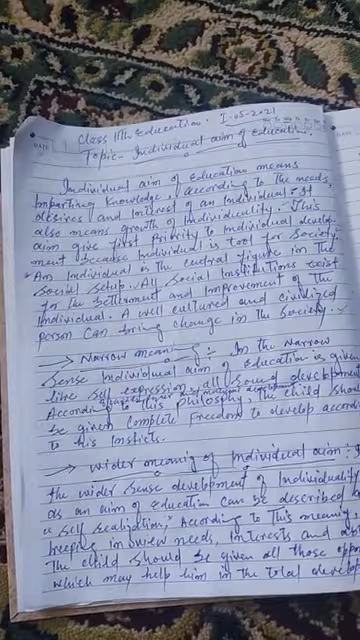 Class 11th Education. 1-05-2021
Topic- Individual aim of Education.
Individual aim of Education means
imparting knowledge, according to the needs,
desires and interest of an Individual. It
also means growth of Individuality. This
aim give first Priority to Individual develop-
ment because Individual is tool for Society.
An Individual is the central figure in the
Social Setup. All Social Institutions exist
for the betterment and Improvement of the
Individual. A well cultured and civilized
person can bring change in the Society.
→ Narrow meaning :- In the Narrow
Sense Individual aim of Education is given
like self expression, all sound development
According to this Philosophy, the child shou
be given complete freedom to develop accord
to his Insticts.
→ wider meaning of Individual aim :
the wider sense development of Individuality
as an aim of Education can be described
"Self Realization," According to this meaning,
keeping in view needs, interests and
the child should be given all those oppo
which may help him in the total develop